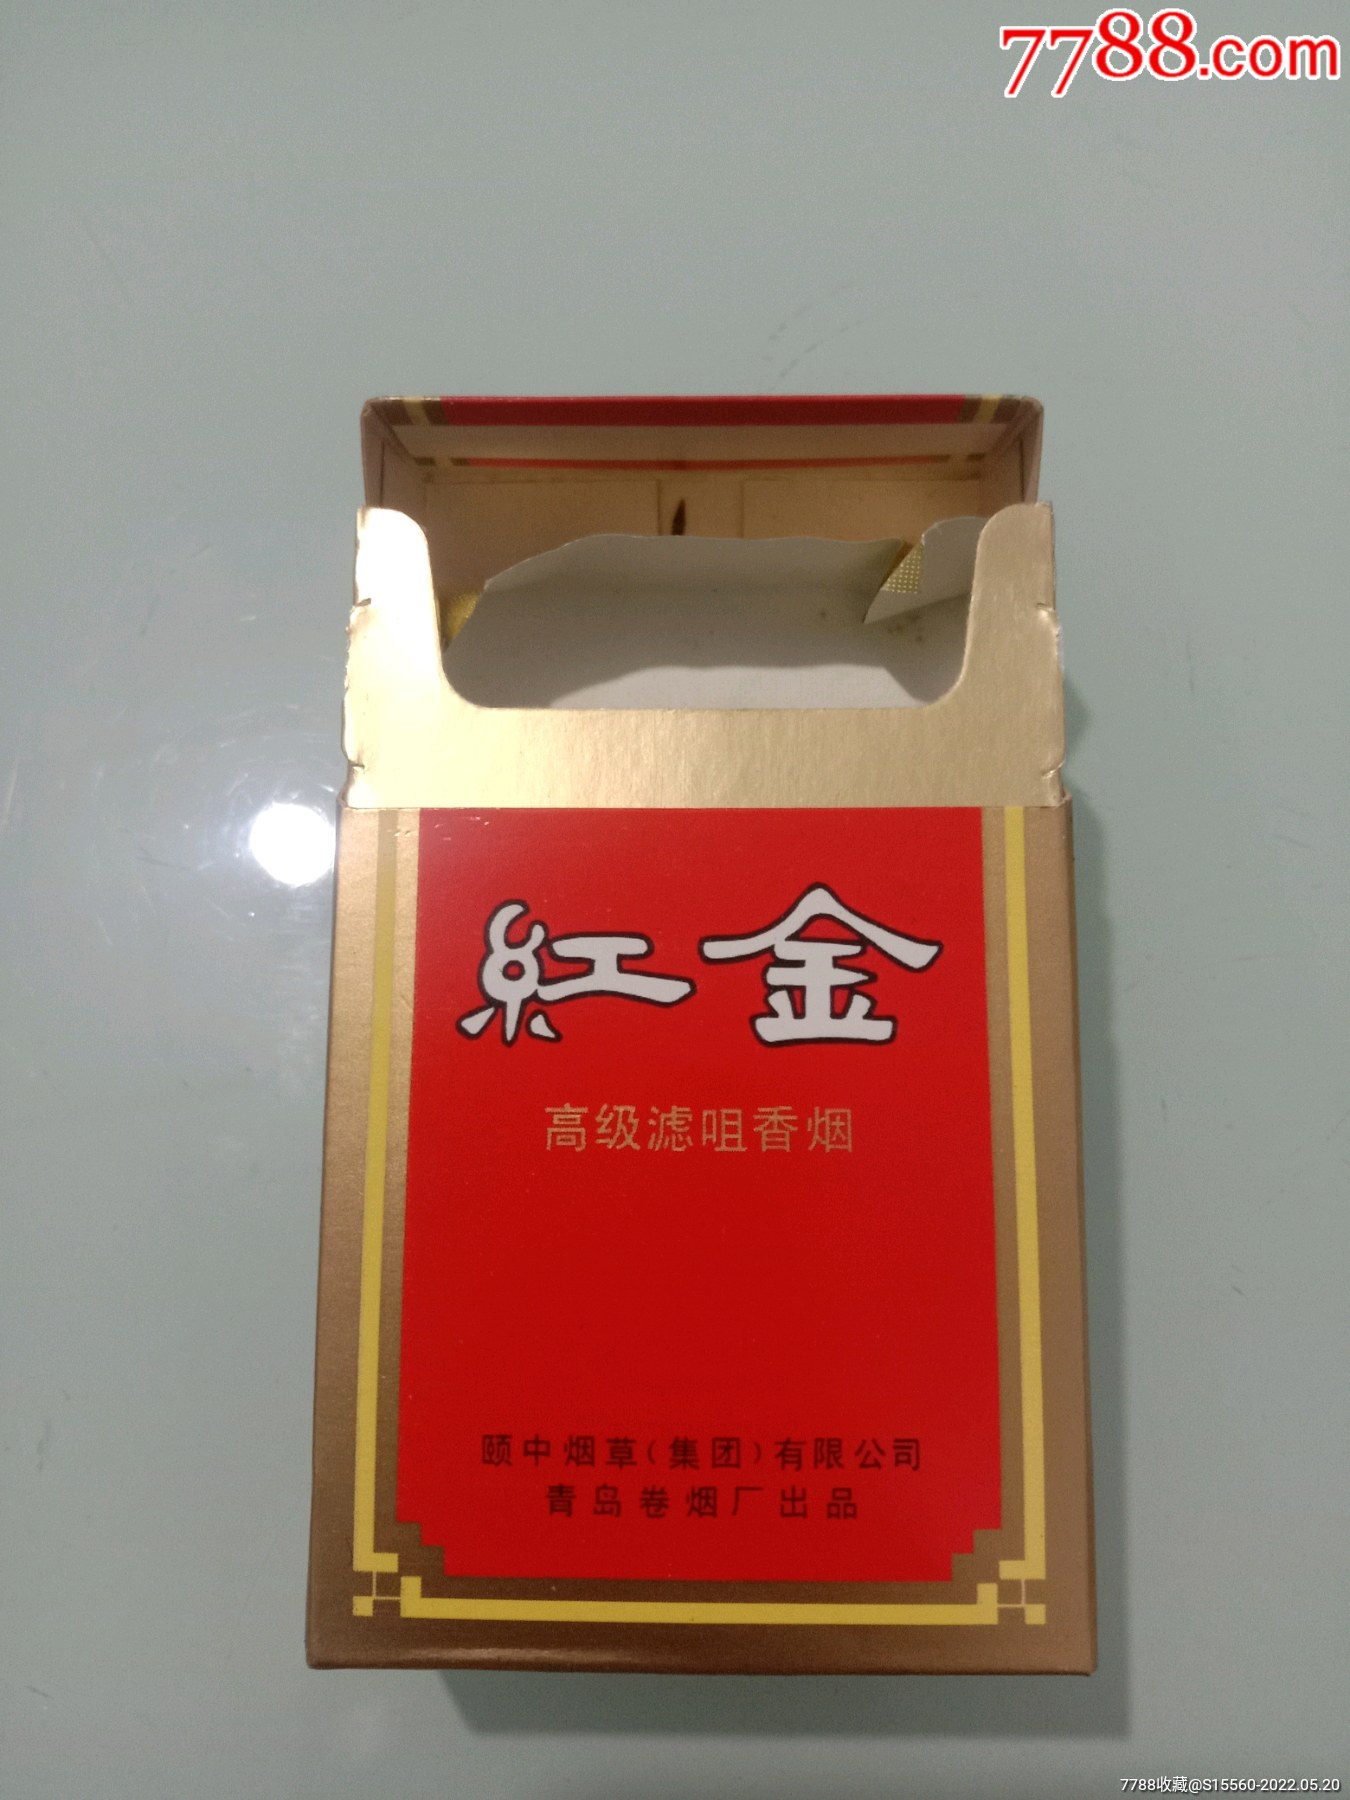 7788.com
紅金
高级滤咀香烟
颐中烟草(集团)有限公司
青岛卷烟厂出品
7788收藏@S15560-2022.05.20